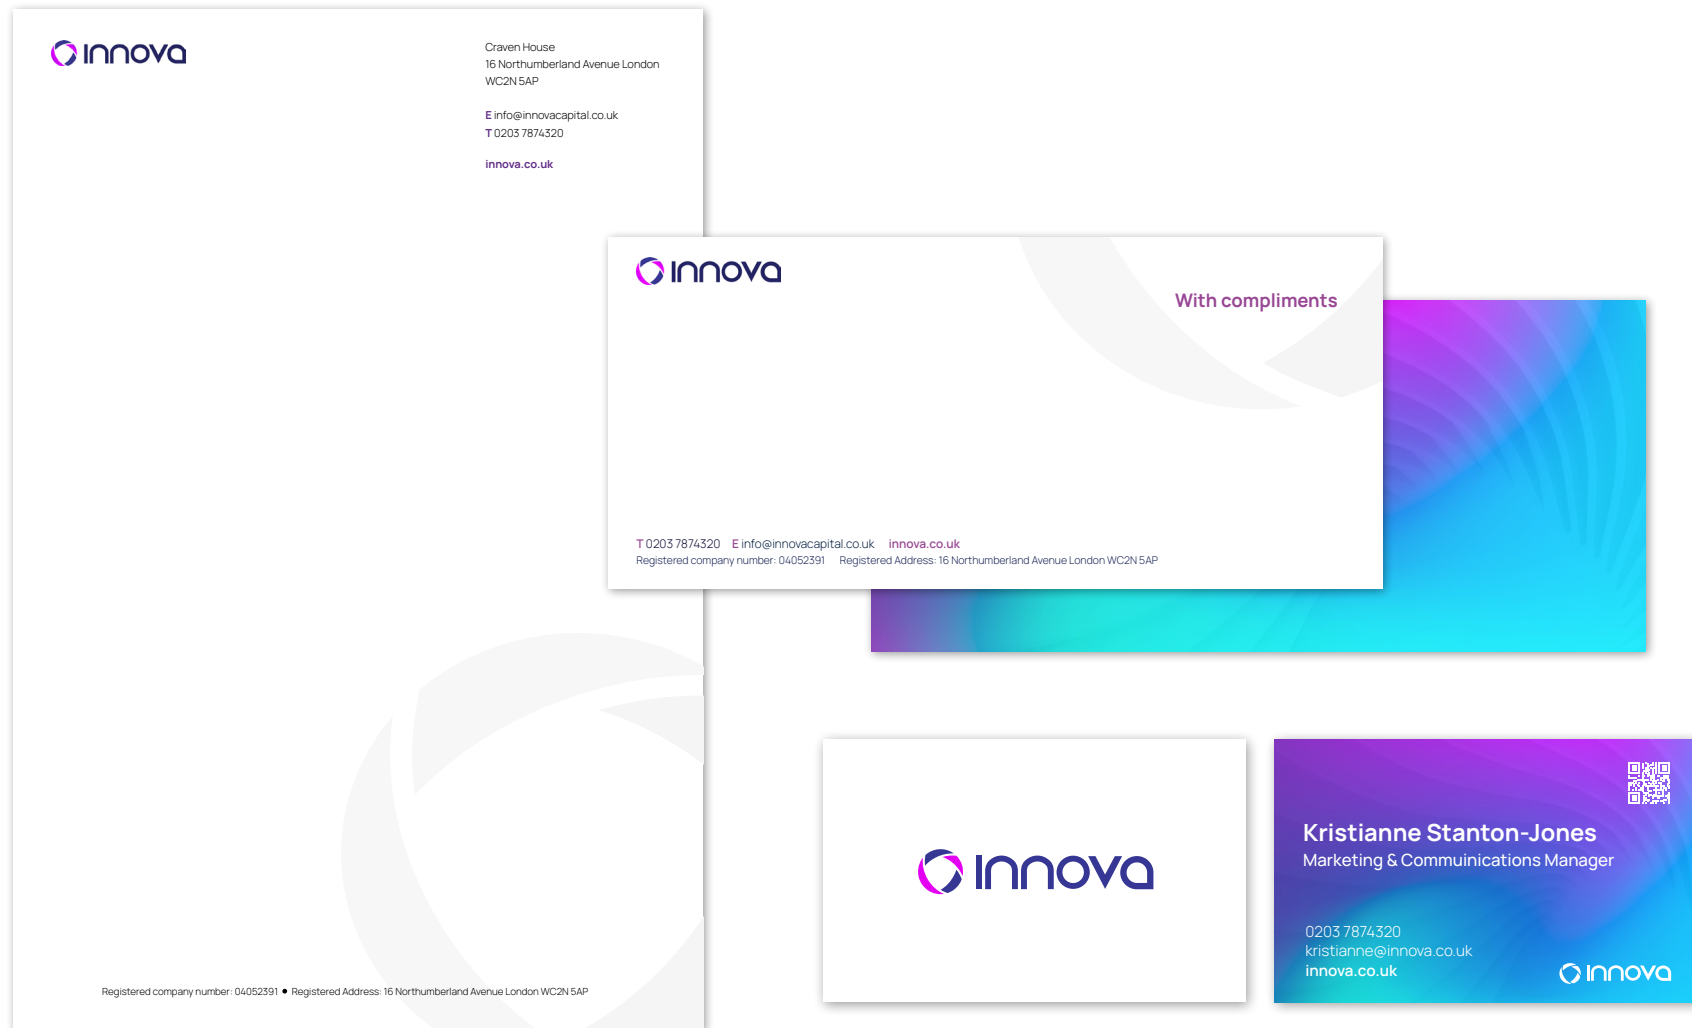 innova
Craven House
16 Northumberland Avenue London
WC2N 5AP
E info@innovacapital.co.uk
T 0203 7874320
innova.co.uk
innova
With compliments
T 0203 7874320 E info@innovacapital.co.uk innova.co.uk
Registered company number: 04052391 Registered Address: 16 Northumberland Avenue London WC2N 5AP
innova
Kristianne Stanton-Jones
Marketing & Commuinications Manager
0203 7874320
kristianne@innova.co.uk
innova.co.uk
innova
Registered company number: 04052391 • Registered Address: 16 Northumberland Avenue London WC2N 5AP